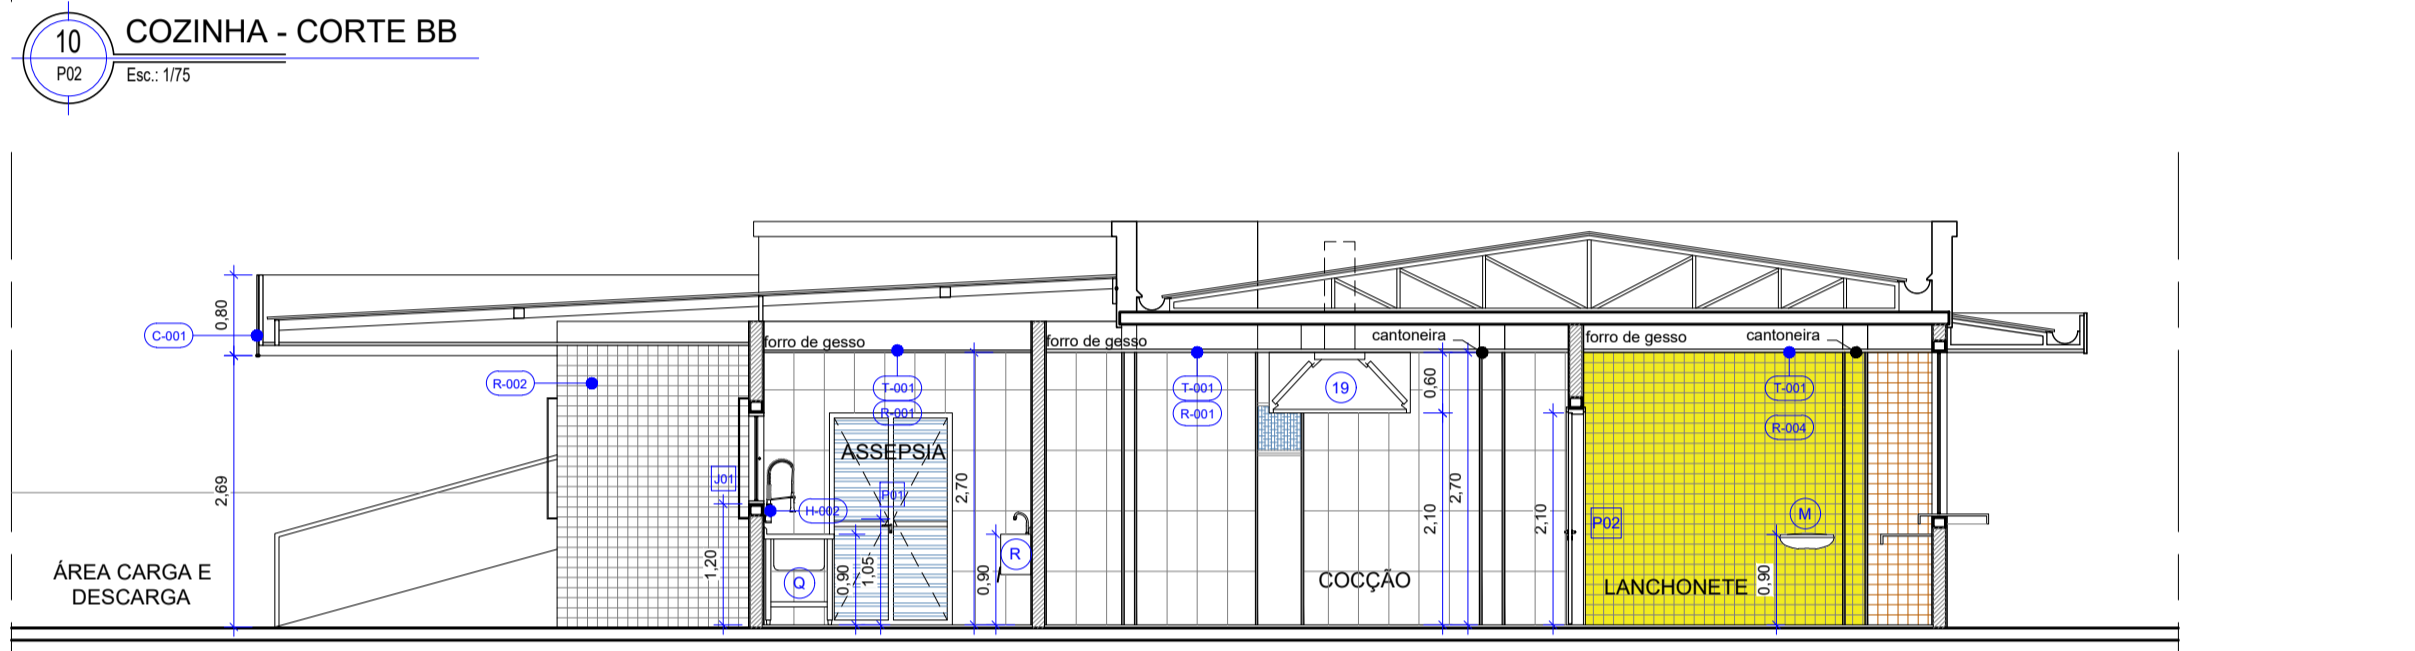 10
P02
COZINHA - CORTE BB
Esc.: 1/75
0,80
C-001
2,69
ÁREA CARGA E
DESCARGA
R-002
J01
1,20
forro de gesso
T-001
R-001
ASSEPSIA
P01
H-002
Q
0,90
1,05
2,70
0,90
R
forro de gesso
T-001
R-001
19
cantoneira
0,60
2,70
2,10
COCÇÃO
2,10
forro de gesso
cantoneira
T-001
R-004
P02
M
LANCHONETE
0,90